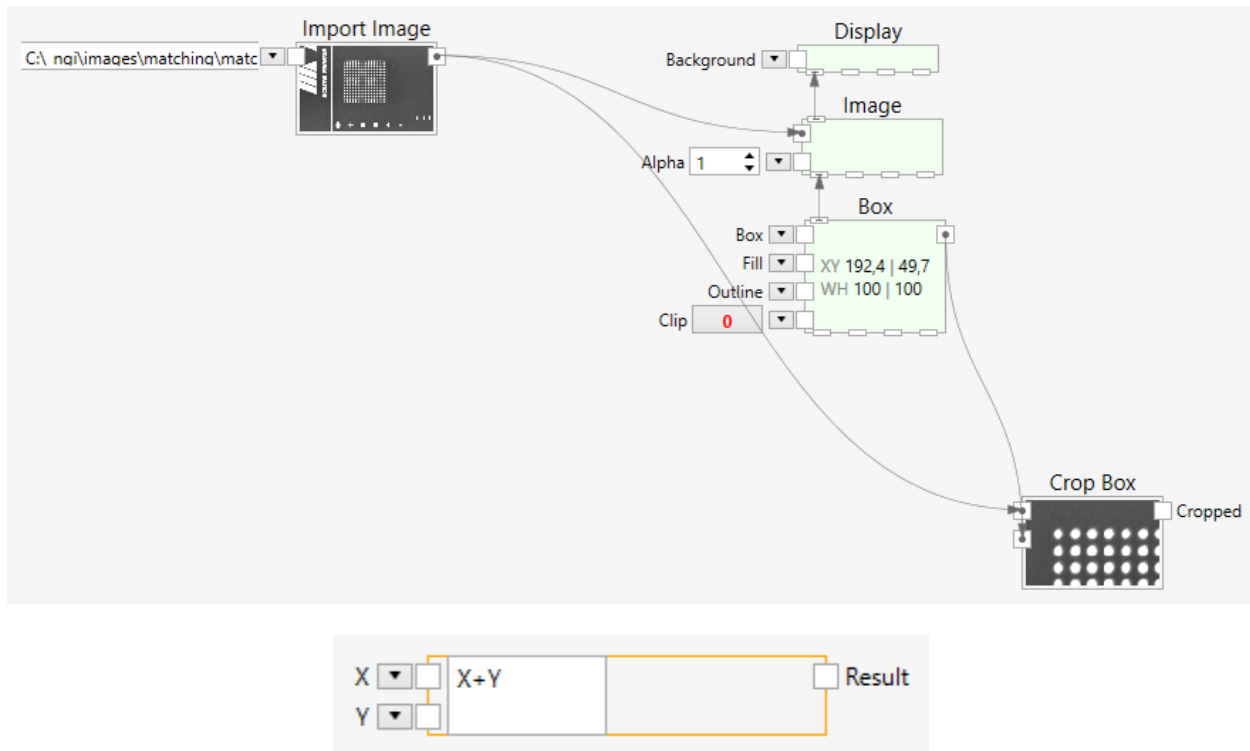 Import Image
C:\_ngi\images\matching\matc
Display
Background
Image
Alpha 1
Box
Box
Fill
XY 192,4 | 49,7
Outline
WH 100 | 100
Clip 0
Crop Box
Cropped
X
X+Y
Result
Y